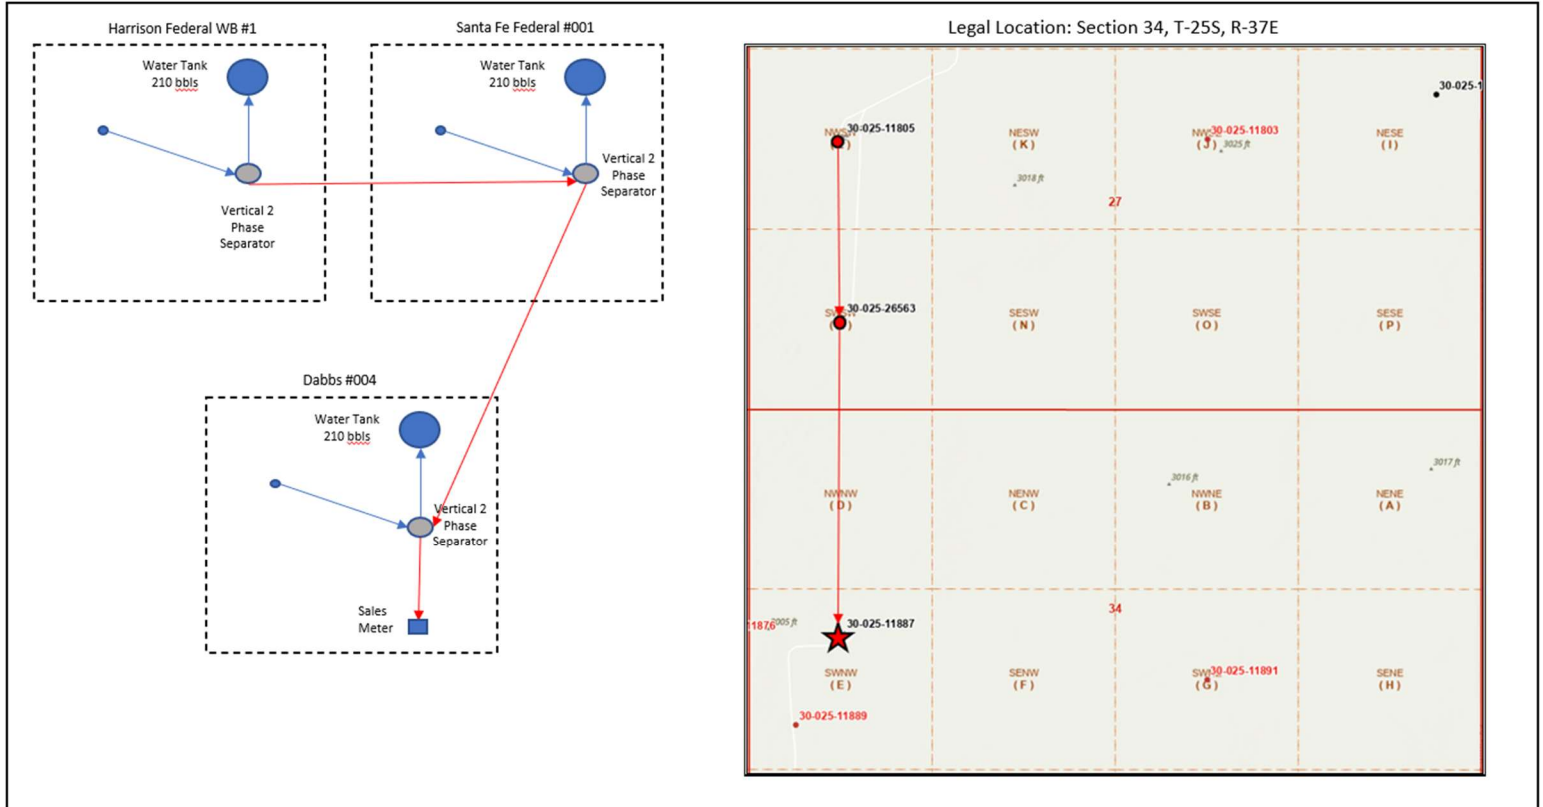 Harrison Federal WB #1
Water Tank
210 bbls
Vertical 2
Phase
Separator
Santa Fe Federal #001
Water Tank
210 bbls
Vertical 2
Phase
Separator
Dabbs #004
Water Tank
210 bbls
Vertical 2
Phase
Separator
Sales
Meter
Legal Location: Section 34, T-25S, R-37E
30-025-1
30-025-11805
NESW
(K)
30-025-11803
(J)
3025 ft
NESE
(I)
3018 ft
27
30-025-26563
SESW
(N)
SWSE
(O)
SESE
(P)
3017 ft
3016 ft
NWNW
(D)
NENW
(C)
NWNE
(B)
NENE
(A)
34
11876
3005 ft
30-025-11887
SWNW
(E)
SENW
(F)
30-025-11891
(G)
SENE
(H)
30-025-11889